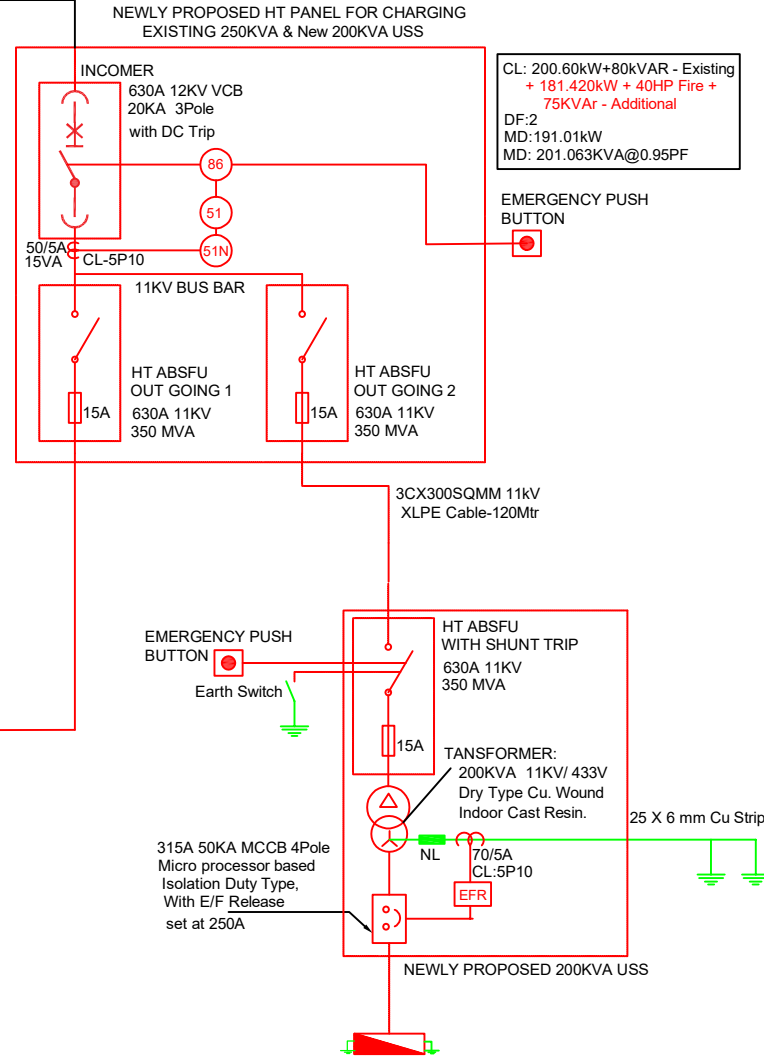 NEWLY PROPOSED HT PANEL FOR CHARGING
EXISTING 250KVA & New 200KVA USS
INCOMER
630A 12KV VCB
20KA 3Pole
with DC Trip
86
51
51N
50/5A
15VA
CL-5P10
CL: 200.60kW+80kVAR - Existing
+ 181.420kW + 40HP Fire +
75KVAr - Additional
DF:2
MD:191.01kW
MD: 201.063KVA@0.95PF
EMERGENCY PUSH
BUTTON
11KV BUS BAR
HT ABSFU
OUT GOING 1
630A 11KV
350 MVA
15A
HT ABSFU
OUT GOING 2
630A 11KV
350 MVA
15A
3CX300SQMM 11kV
XLPE Cable-120Mtr
EMERGENCY PUSH
BUTTON
Earth Switch
HT ABSFU
WITH SHUNT TRIP
630A 11KV
350 MVA
15A
TANSFORMER:
200KVA 11KV/ 433V
Dry Type Cu. Wound
Indoor Cast Resin.
25 X 6 mm Cu Strip
NL
70/5A
CL:5P10
EFR
315A 50KA MCCB 4Pole
Micro processor based
Isolation Duty Type,
With E/F Release
set at 250A
NEWLY PROPOSED 200KVA USS